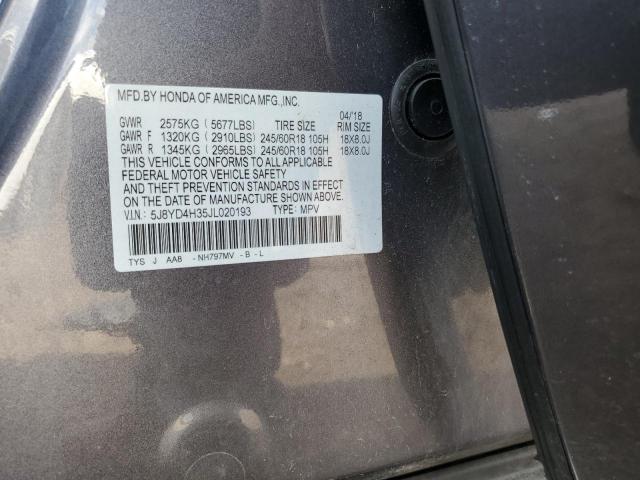 MFD.BY HONDA OF AMERICA MFG.,INC.
04/'18
GVWR 2575KG (5677LBS) TIRE SIZE RIM SIZE
GAWR F 1320KG (2910LBS) 245/60R18 105H 18X8.0J
GAWR R 1345KG (2965LBS) 245/60R18 105H 18X8.0J
THIS VEHICLE CONFORMS TO ALL APPLICABLE
FEDERAL MOTOR VEHICLE SAFETY
AND THEFT PREVENTION STANDARDS IN EFFECT
ON THE DATE OF MANUFACTURE SHOWN ABOVE.
V.I.N.: 5J8YD4H35JL020193 TYPE: MPV
TYS J AA8 -NH797MV -B -L